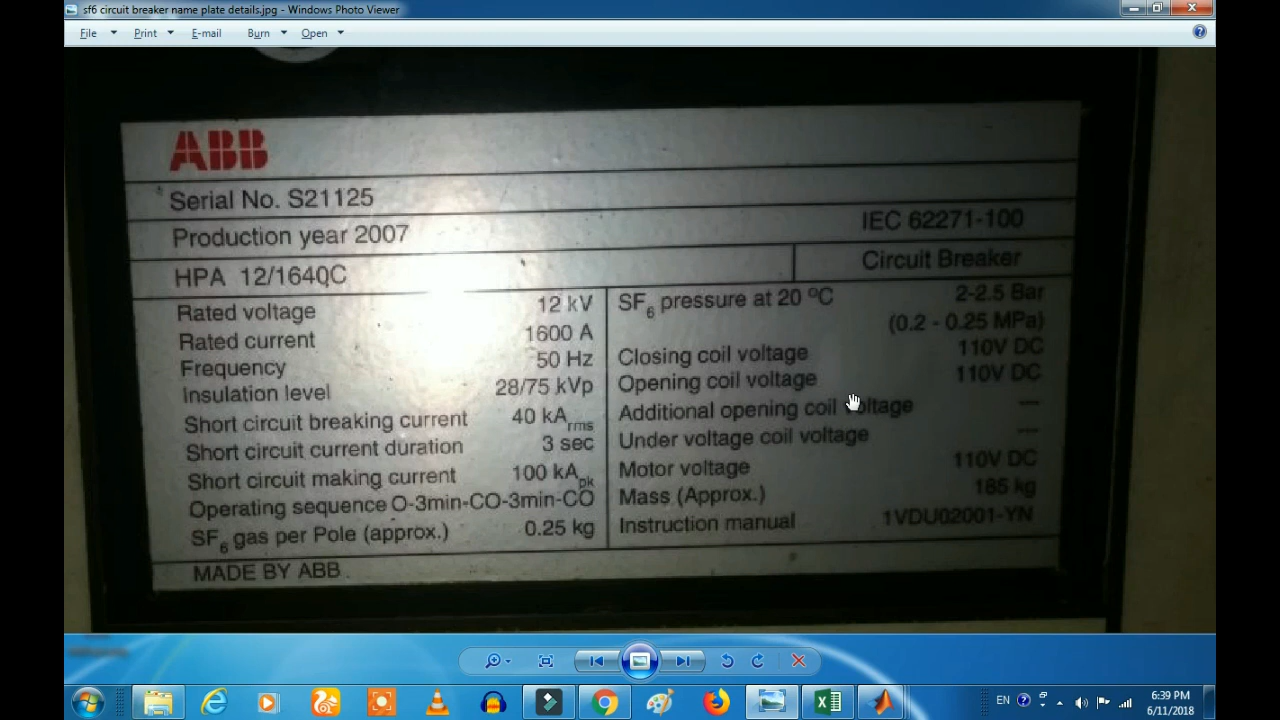 sf6 circuit breaker name plate details.jpg - Windows Photo Viewer
File Print E-mail Burn Open
ABB
Serial No. S21125
Production year 2007 IEC 62271-100
HPA 12/1640C Circuit Breaker
Rated voltage 12 kV
Rated current 1600 A
Frequency 50 Hz
Insulation level 28/75 kVp
Short circuit breaking current 40 kArms
Short circuit current duration 3 sec
Short circuit making current 100 kApk
Operating sequence O-3min-CO-3min-CO
SF6 gas per Pole (approx.) 0.25 kg
SF6 pressure at 20 °C 2-2.5 Bar
(0.2 - 0.25 MPa)
Closing coil voltage 110V DC
Opening coil voltage 110V DC
Additional opening coil voltage ---
Under voltage coil voltage ---
Motor voltage 110V DC
Mass (Approx.) 185 kg
Instruction manual 1VDU02001-YN
MADE BY ABB
EN 6:39 PM
6/11/2018